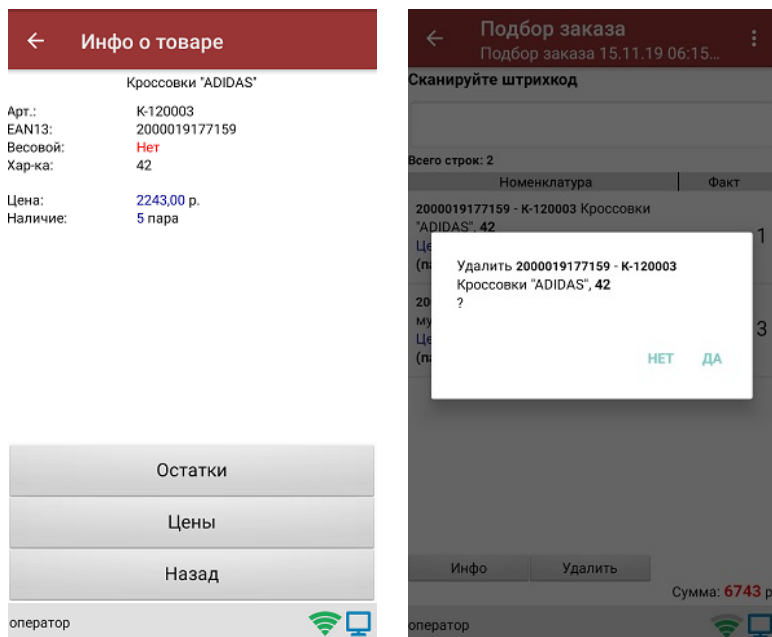 Инфо о товаре
Кроссовки "ADIDAS"
Арт.: K-120003
EAN13: 2000019177159
Весовой: Нет
Хар-ка: 42
Цена: 2243,00 р.
Наличие: 5 пара
Остатки
Цены
Назад
оператор
Подбор заказа
Подбор заказа 15.11.19 06:15...
Сканируйте штрихкод
Всего строк: 2
Номенклатура Факт
2000019177159 - K-120003 Кроссовки
"ADIDAS", 42
1
Удалить 2000019177159 - K-120003
Кроссовки "ADIDAS", 42
?
3
НЕТ ДА
Инфо Удалить
Сумма: 6743 р
оператор